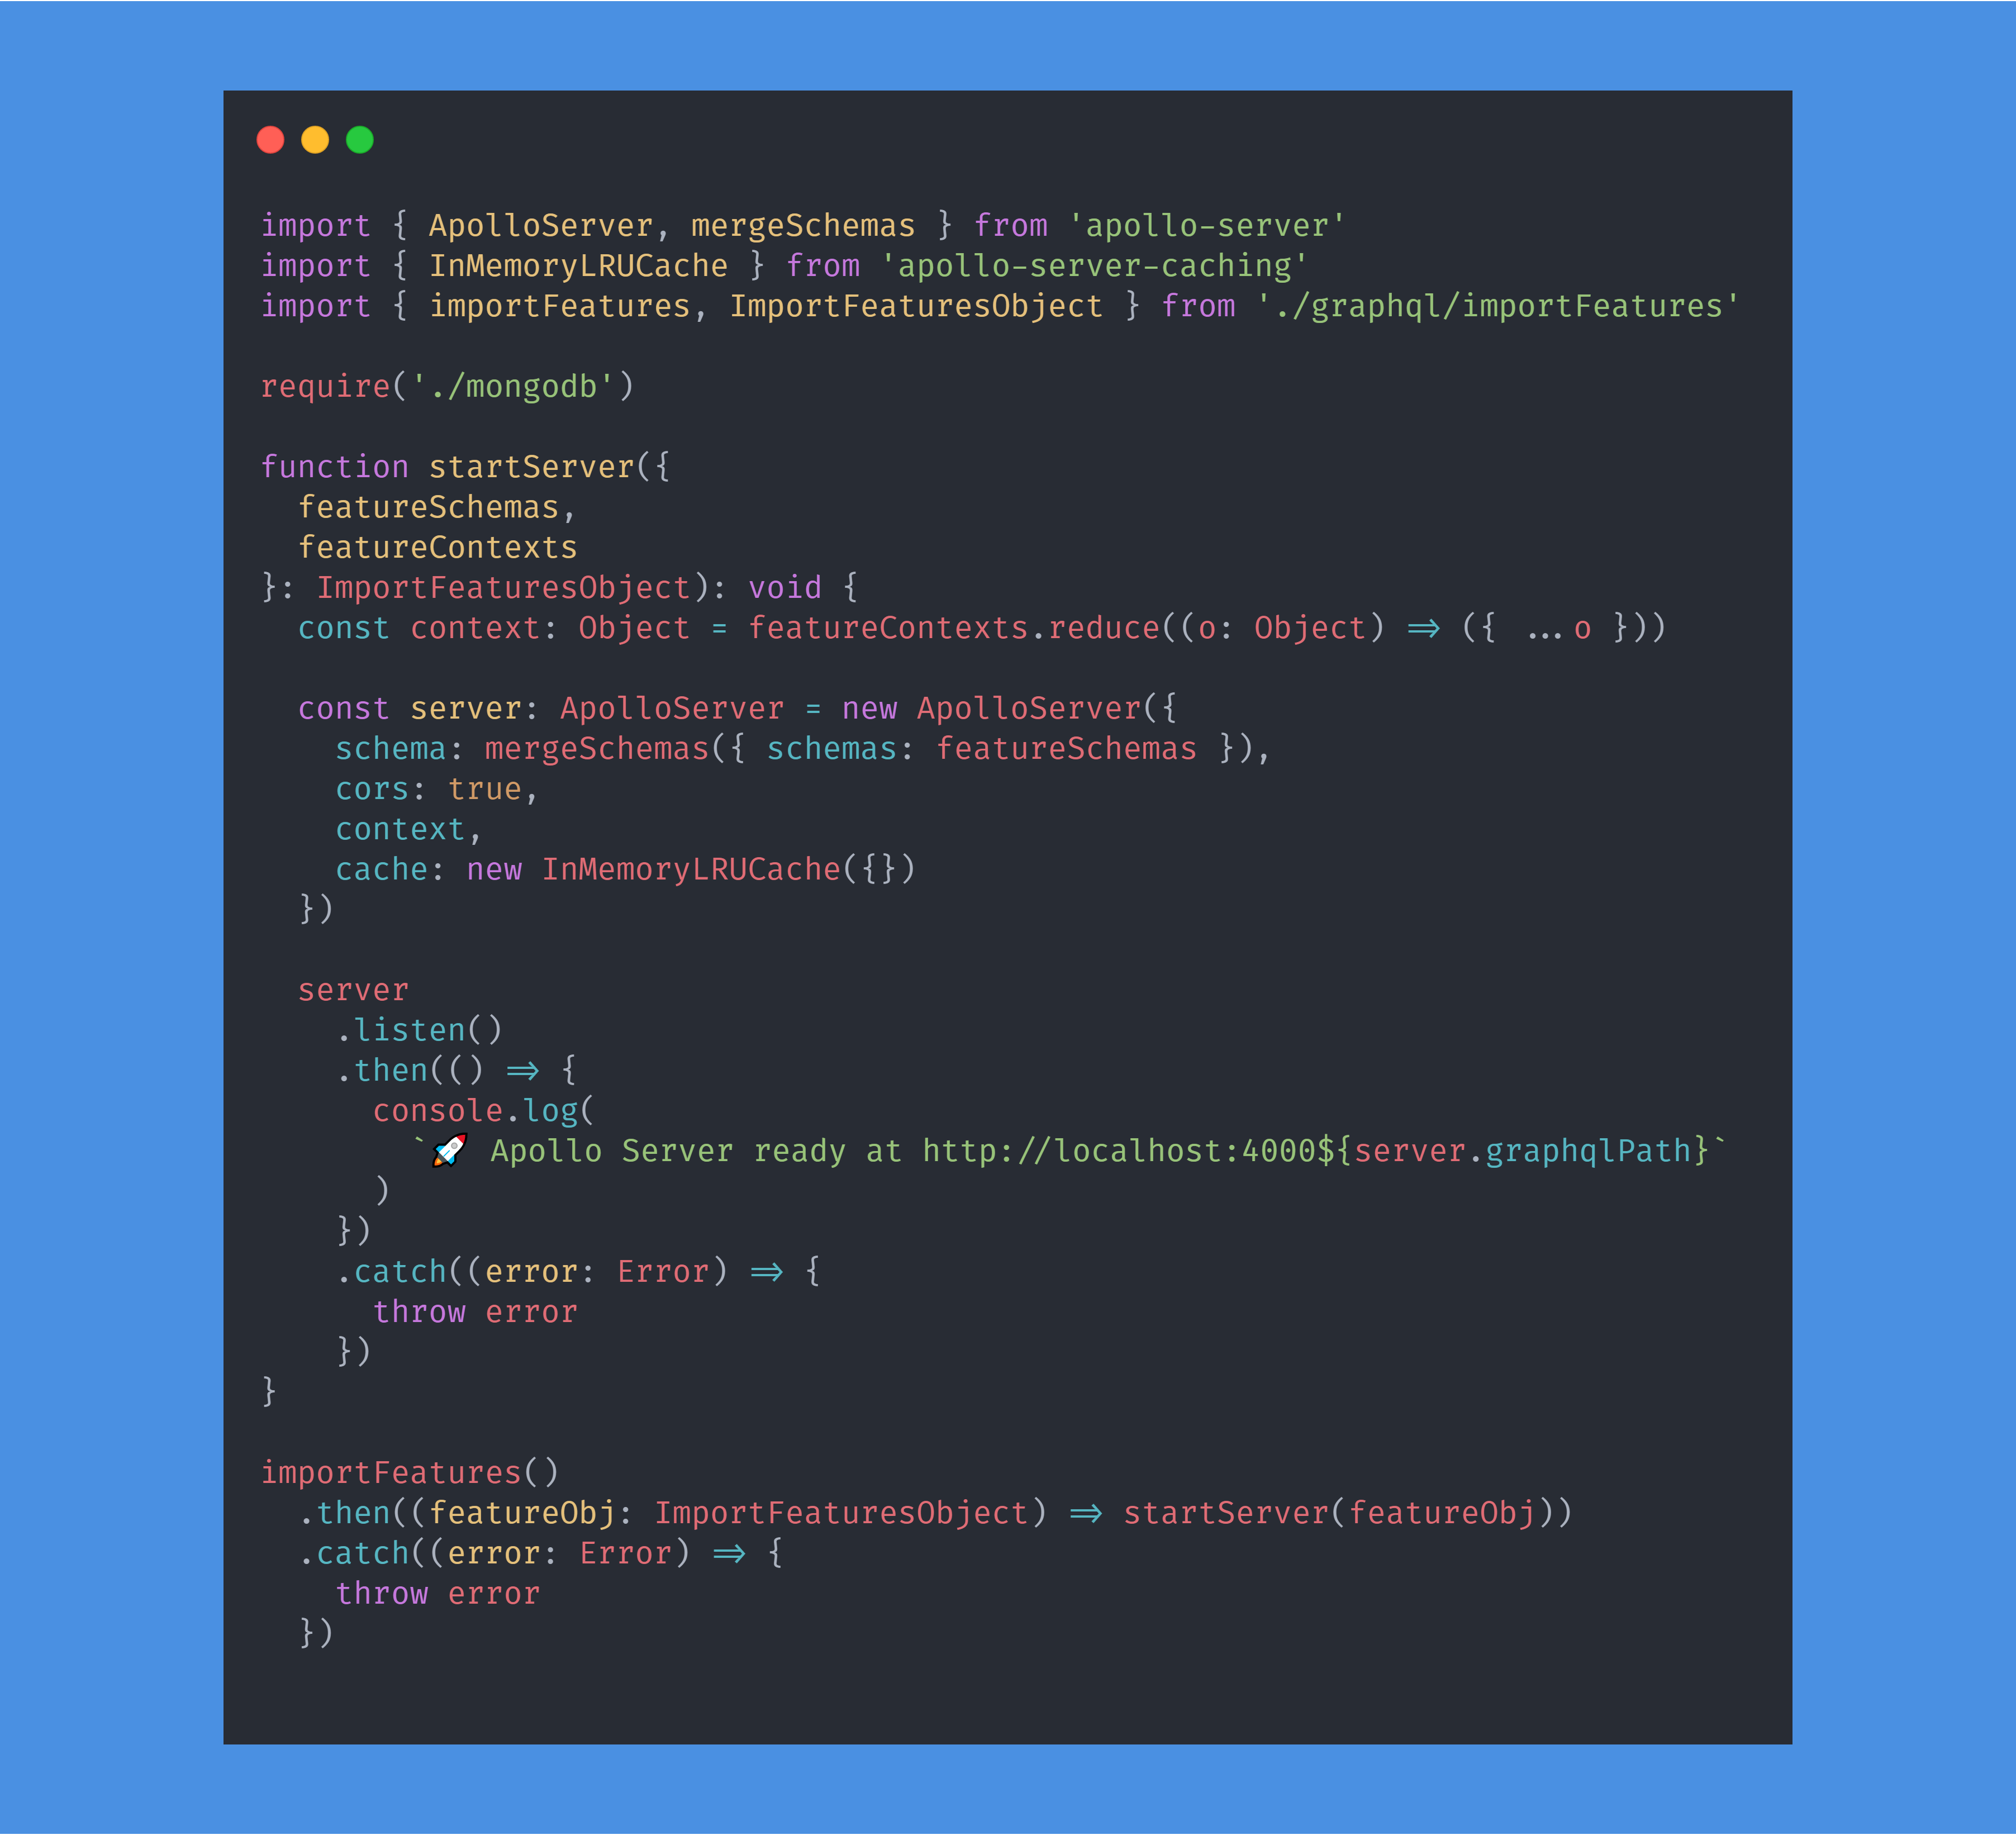 import { ApolloServer, mergeSchemas } from 'apollo-server'
import { InMemoryLRUCache } from 'apollo-server-caching'
import { importFeatures, ImportFeaturesObject } from './graphql/importFeatures'

require('./mongodb')

function startServer({
  featureSchemas,
  featureContexts
}: ImportFeaturesObject): void {
  const context: Object = featureContexts.reduce((o: Object) => ({ ...o }))

  const server: ApolloServer = new ApolloServer({
    schema: mergeSchemas({ schemas: featureSchemas }),
    cors: true,
    context,
    cache: new InMemoryLRUCache({})
  })

  server
    .listen()
    .then(() => {
      console.log(
        `🚀 Apollo Server ready at http://localhost:4000${server.graphqlPath}`
      )
    })
    .catch((error: Error) => {
      throw error
    })
}

importFeatures()
  .then((featureObj: ImportFeaturesObject) => startServer(featureObj))
  .catch((error: Error) => {
    throw error
  })